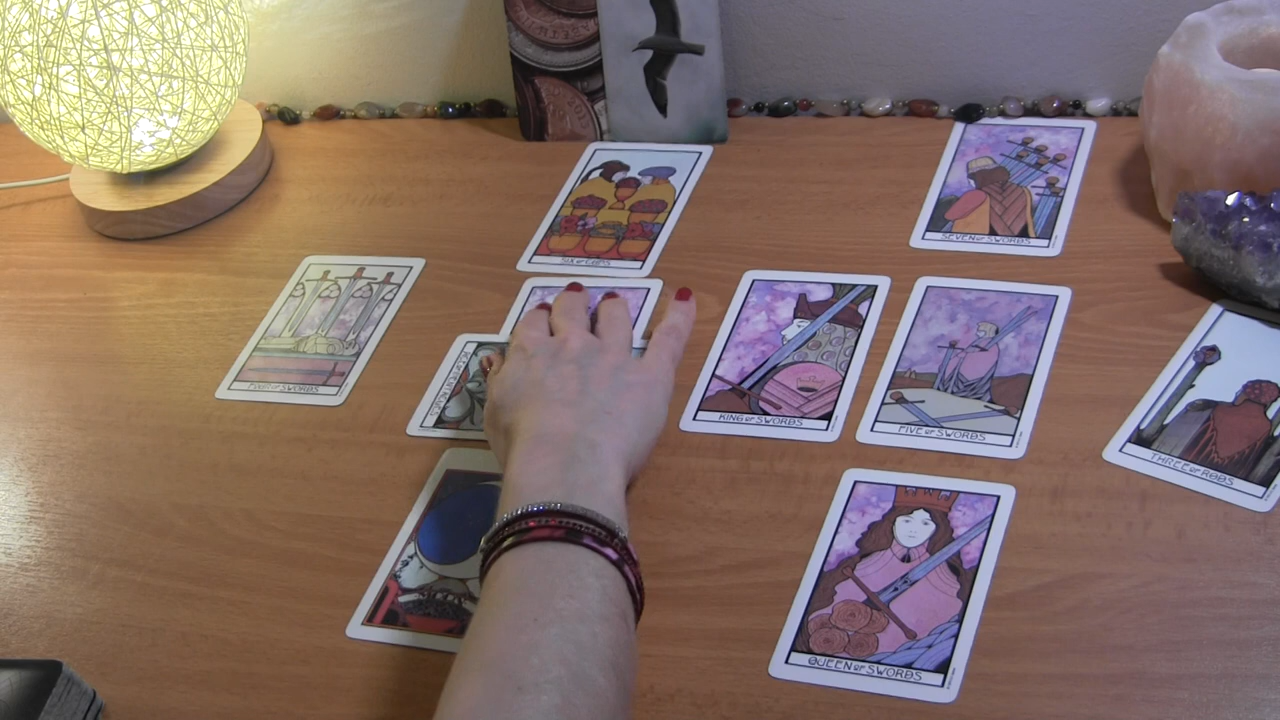 SEVEN OF SWORDS
SIX OF CUPS
FOUR OF SWORDS
KING OF SWORDS
FIVE OF SWORDS
THREE OF RODS
QUEEN OF SWORDS